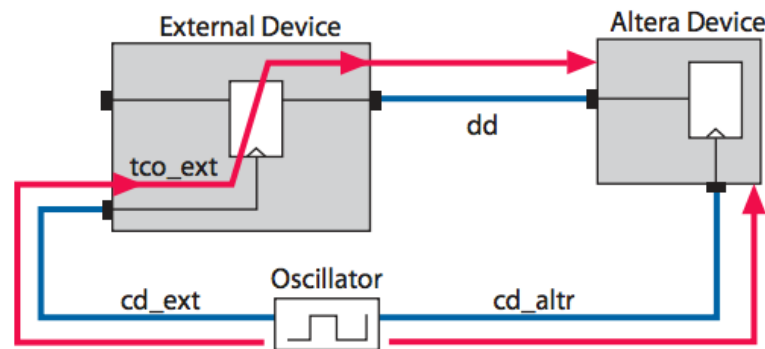 External Device
Altera Device
dd
tco_ext
Oscillator
cd_ext
cd_altr